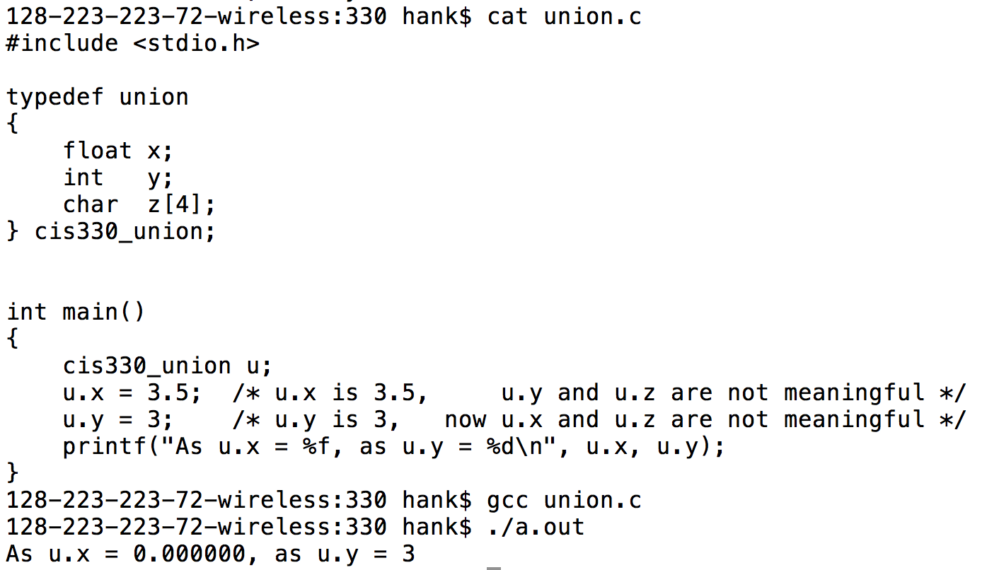 128-223-223-72-wireless:330 hank$ cat union.c
#include <stdio.h>

typedef union
{
    float x;
    int   y;
    char  z[4];
} cis330_union;


int main()
{
    cis330_union u;
    u.x = 3.5;  /* u.x is 3.5,     u.y and u.z are not meaningful */
    u.y = 3;    /* u.y is 3,   now u.x and u.z are not meaningful */
    printf("As u.x = %f, as u.y = %d\n", u.x, u.y);
}
128-223-223-72-wireless:330 hank$ gcc union.c
128-223-223-72-wireless:330 hank$ ./a.out
As u.x = 0.000000, as u.y = 3